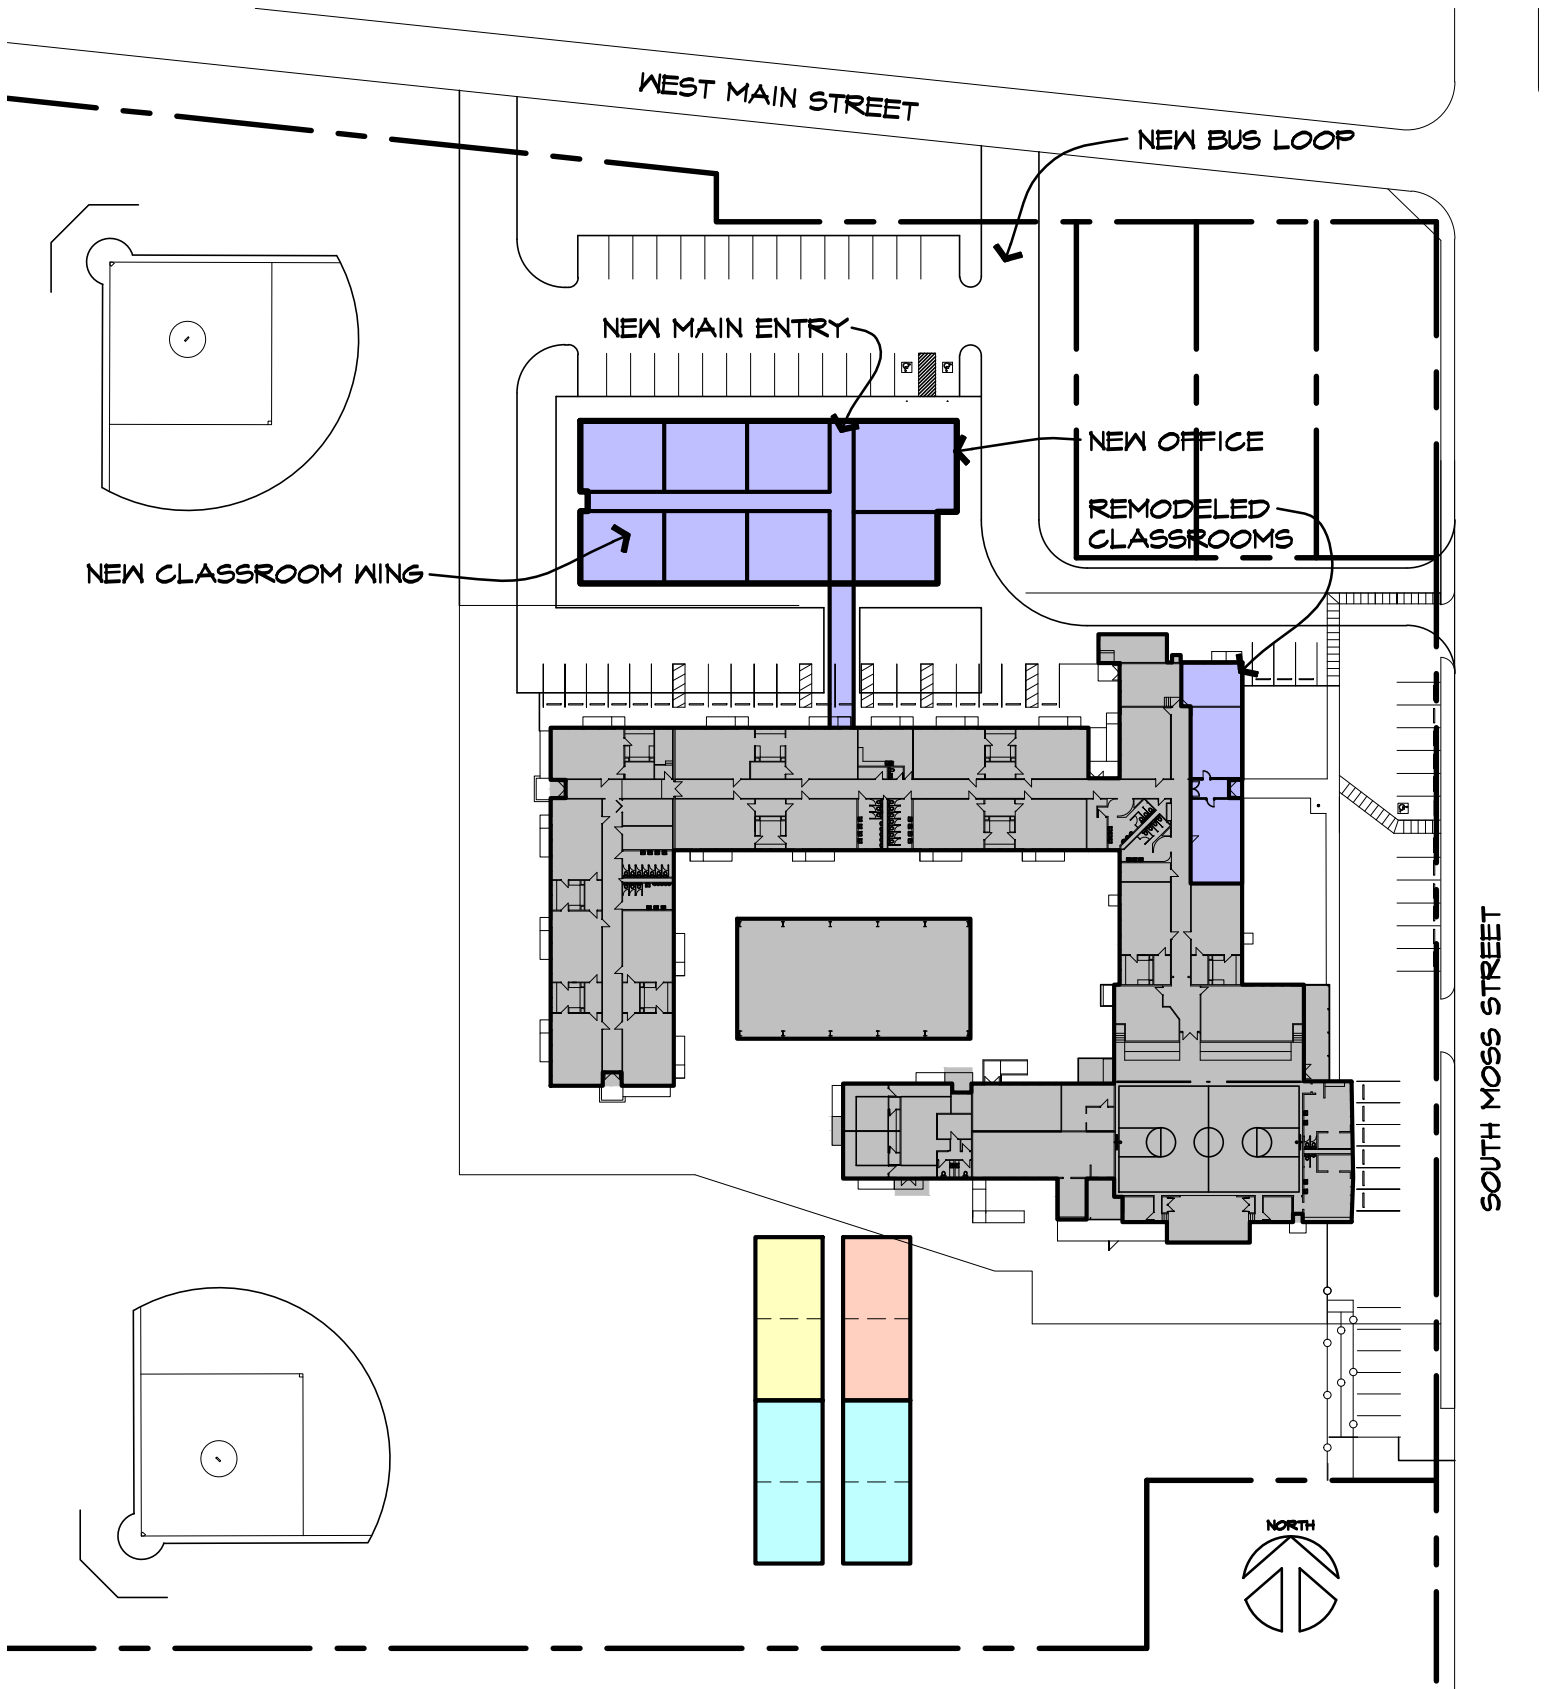 WEST MAIN STREET
NEW BUS LOOP
NEW MAIN ENTRY
NEW OFFICE
REMODELED
CLASSROOMS
NEW CLASSROOM WING
SOUTH MOSS STREET
NORTH